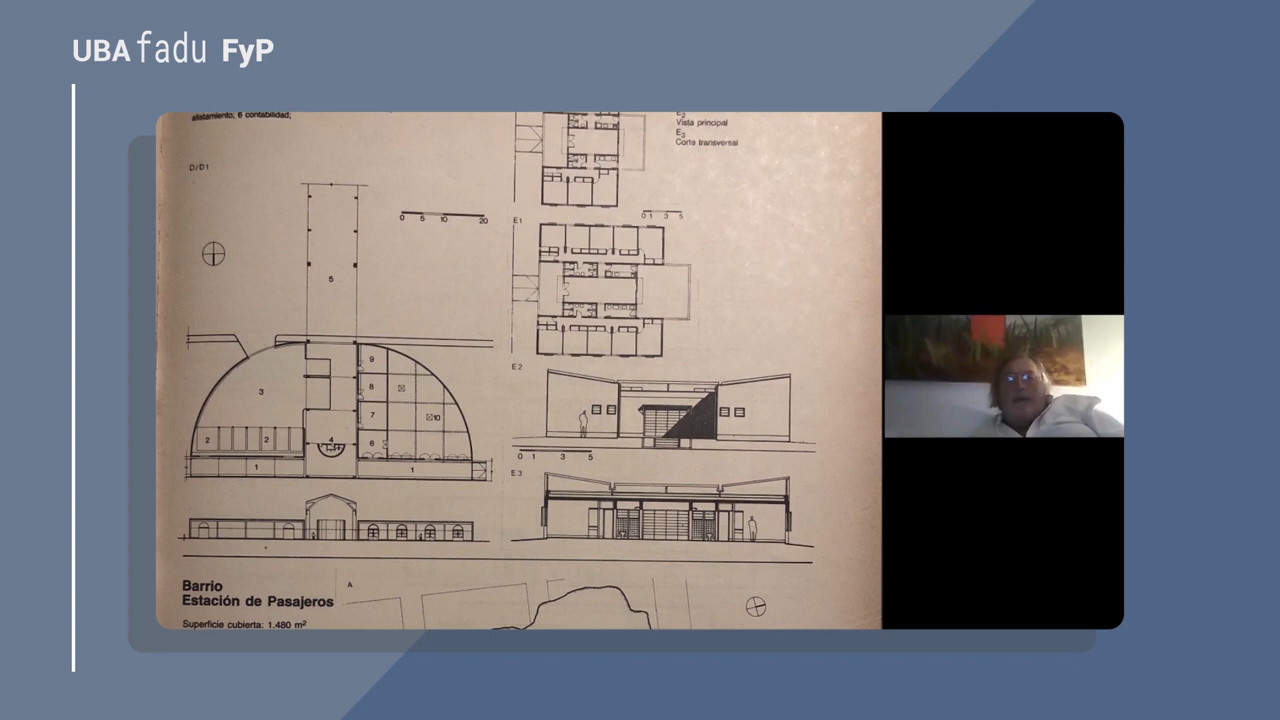 UBA fadu FyP
alistamiento; 6 contabilidad;
E2
Vista principal
E3
Corte transversal
D/D1
0 5 10 20
0 1 3 5
E1
5
9
3
8
7
10
2 2
4
6
1 1
E2
0 1 3 5
E3
Barrio
Estación de Pasajeros
A
Superficie cubierta: 1.480 m²